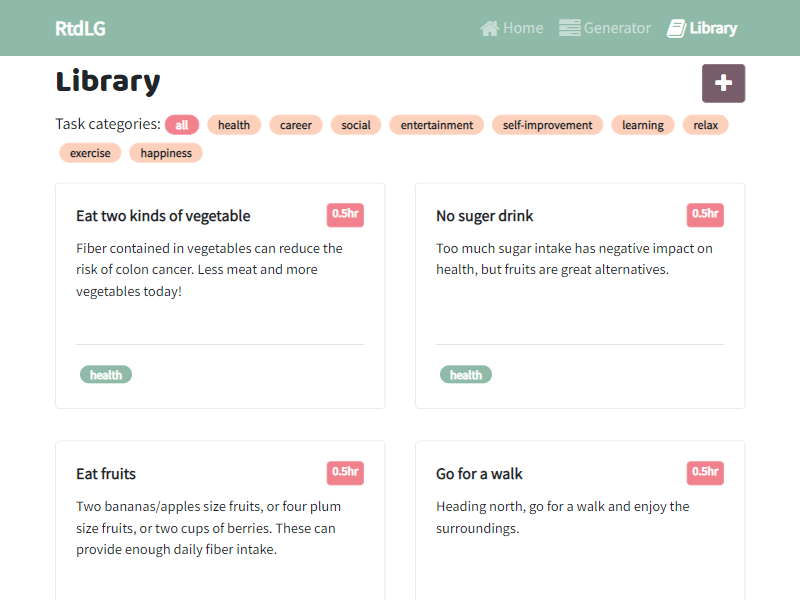 RtdLG Home Generator Library
Library
Task categories: all health career social entertainment self-improvement learning relax
exercise happiness
Eat two kinds of vegetable 0.5hr
Fiber contained in vegetables can reduce the
risk of colon cancer. Less meat and more
vegetables today!
health
No suger drink 0.5hr
Too much sugar intake has negative impact on
health, but fruits are great alternatives.
health
Eat fruits 0.5hr
Two bananas/apples size fruits, or four plum
size fruits, or two cups of berries. These can
provide enough daily fiber intake.
Go for a walk 0.5hr
Heading north, go for a walk and enjoy the
surroundings.